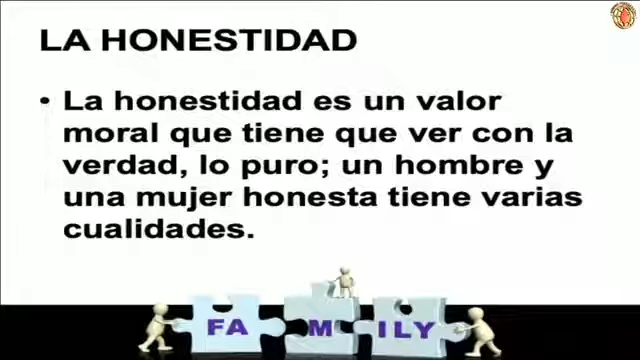 LA HONESTIDAD
• La honestidad es un valor
moral que tiene que ver con la
verdad, lo puro; un hombre y
una mujer honesta tiene varias
cualidades.
FA M ILY